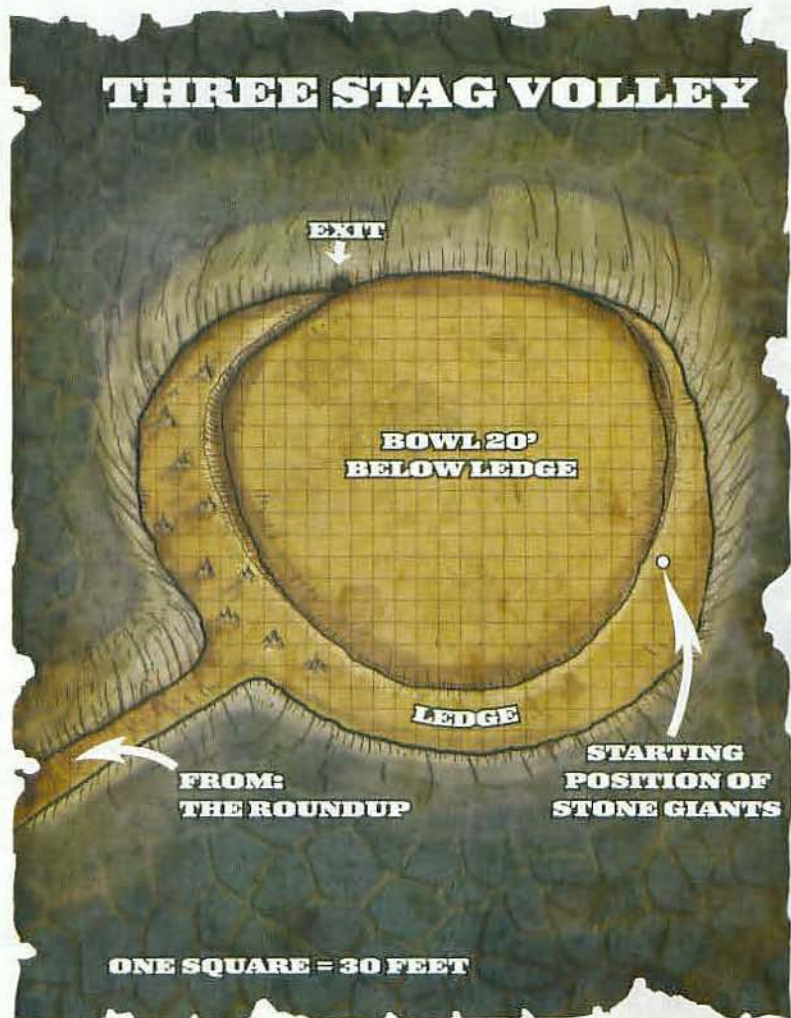 THREE STAG VOLLEY
EXIT
BOWL 20'
BELOW LEDGE
LEDGE
STARTING
POSITION OF
STONE GIANTS
FROM:
THE ROUNDUP
ONE SQUARE = 30 FEET